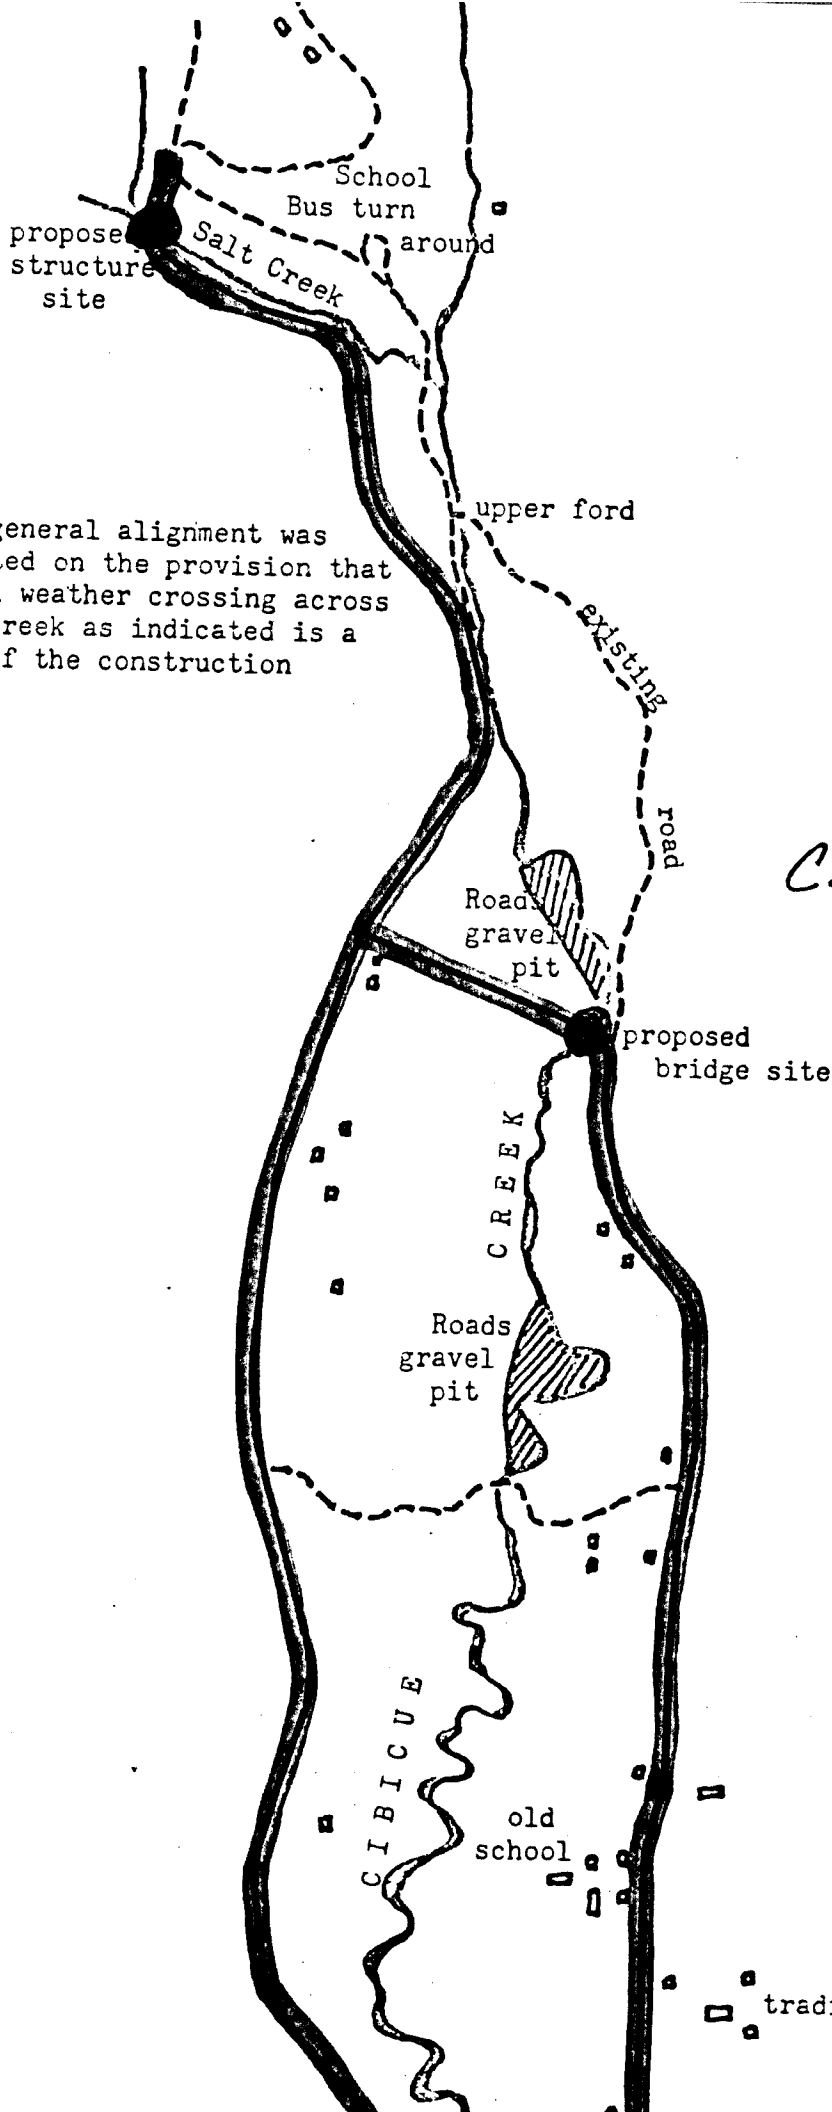 School
Bus turn
around
propose
structure
site
Salt Creek
upper ford
general alignment was
ed on the provision that
weather crossing across
reek as indicated is a
f the construction
existing
road
C.
Roads
gravel
pit
proposed
bridge site
CREEK
Roads
gravel
pit
CIBICUE
old
school
tradi